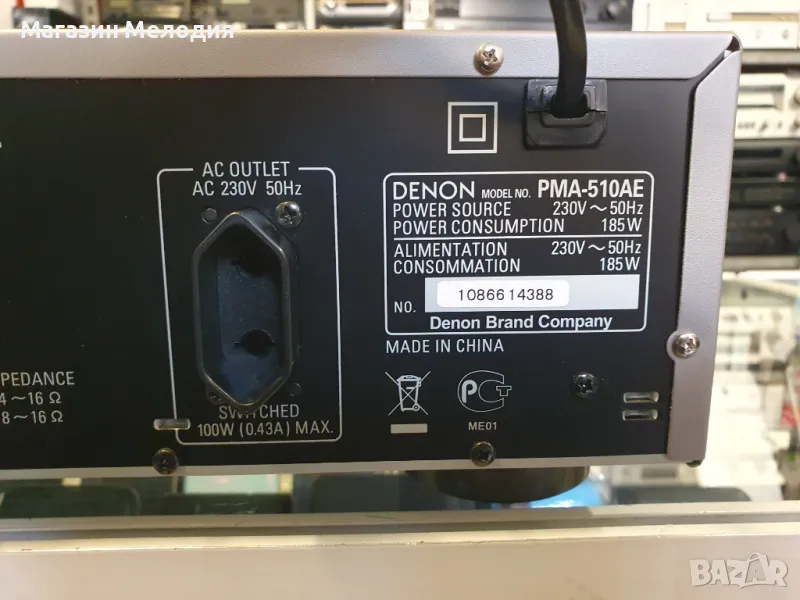 Магазин Мелодия
AC OUTLET
AC 230V 50Hz
SWITCHED
100W (0.43A) MAX.
PEDANCE
4～16 Ω
8～16 Ω
DENON MODEL NO. PMA-510AE
POWER SOURCE 230V～50Hz
POWER CONSUMPTION 185W
ALIMENTATION 230V～50Hz
CONSOMMATION 185W
NO. 1086614388
Denon Brand Company
MADE IN CHINA
ME01
BAZAR